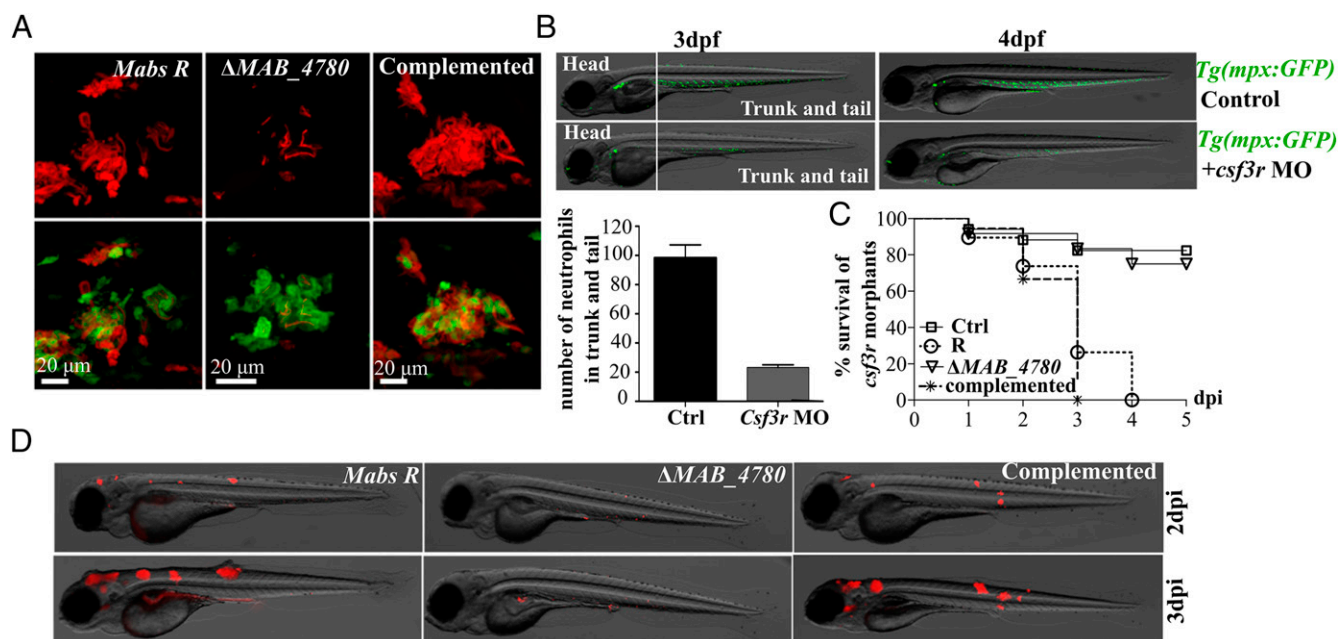 A
Mabs R
ΔMAB_4780
Complemented
20 µm
20 µm
20 µm
B
3dpf
4dpf
Head
Trunk and tail
Tg(mpx:GFP)
Control
Head
Trunk and tail
Tg(mpx:GFP)
+csf3r MO
number of neutrophils
in trunk and tail
120
100
80
60
40
20
0
Ctrl
Csf3r MO
C
% survival of
csf3r morphants
100
80
60
40
20
0
Ctrl
R
ΔMAB_4780
complemented
dpi
0 1 2 3 4 5
D
Mabs R
ΔMAB_4780
Complemented
2dpi
3dpi